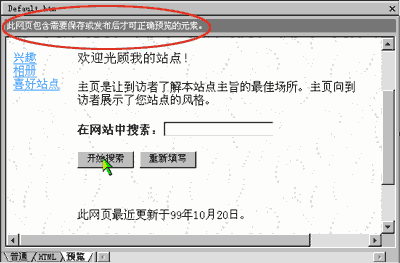 Default.htm
此网页包含需要保存或发布后才可正确预览的元素。
兴趣
相册
喜好站点
欢迎光顾我的站点!
主页是让到访者了解本站点主旨的最佳场所。主页向到
访者展示了您站点的风格。
在网站中搜索:
开始搜索 重新填写
此网页最近更新于99年10月20日。
普通 HTML 预览